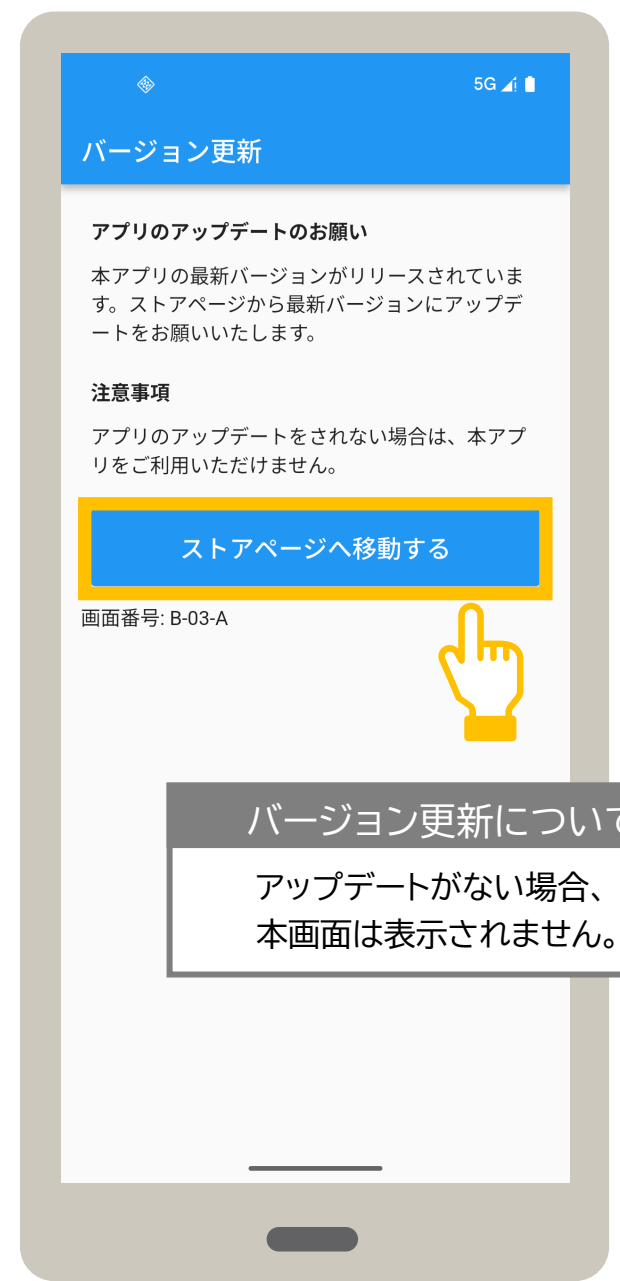 5G
バージョン更新
アプリのアップデートのお願い
本アプリの最新バージョンがリリースされていま
す。ストアページから最新バージョンにアップデ
ートをお願いいたします。
注意事項
アプリのアップデートをされない場合は、本アプ
リをご利用いただけません。
ストアページへ移動する
画面番号: B-03-A
バージョン更新について
アップデートがない場合、
本画面は表示されません。